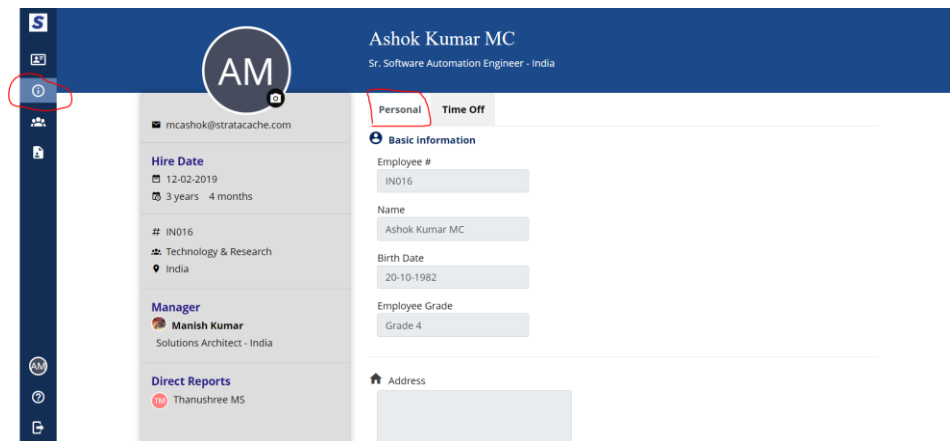 S
Ashok Kumar MC
Sr. Software Automation Engineer - India
AM
mcashok@stratacache.com
Hire Date
12-02-2019
3 years 4 months
# IN016
Technology & Research
India
Manager
Manish Kumar
Solutions Architect - India
Direct Reports
TM Thanushree MS
Personal Time Off
Basic information
Employee #
IN016
Name
Ashok Kumar MC
Birth Date
20-10-1982
Employee Grade
Grade 4
Address
AM